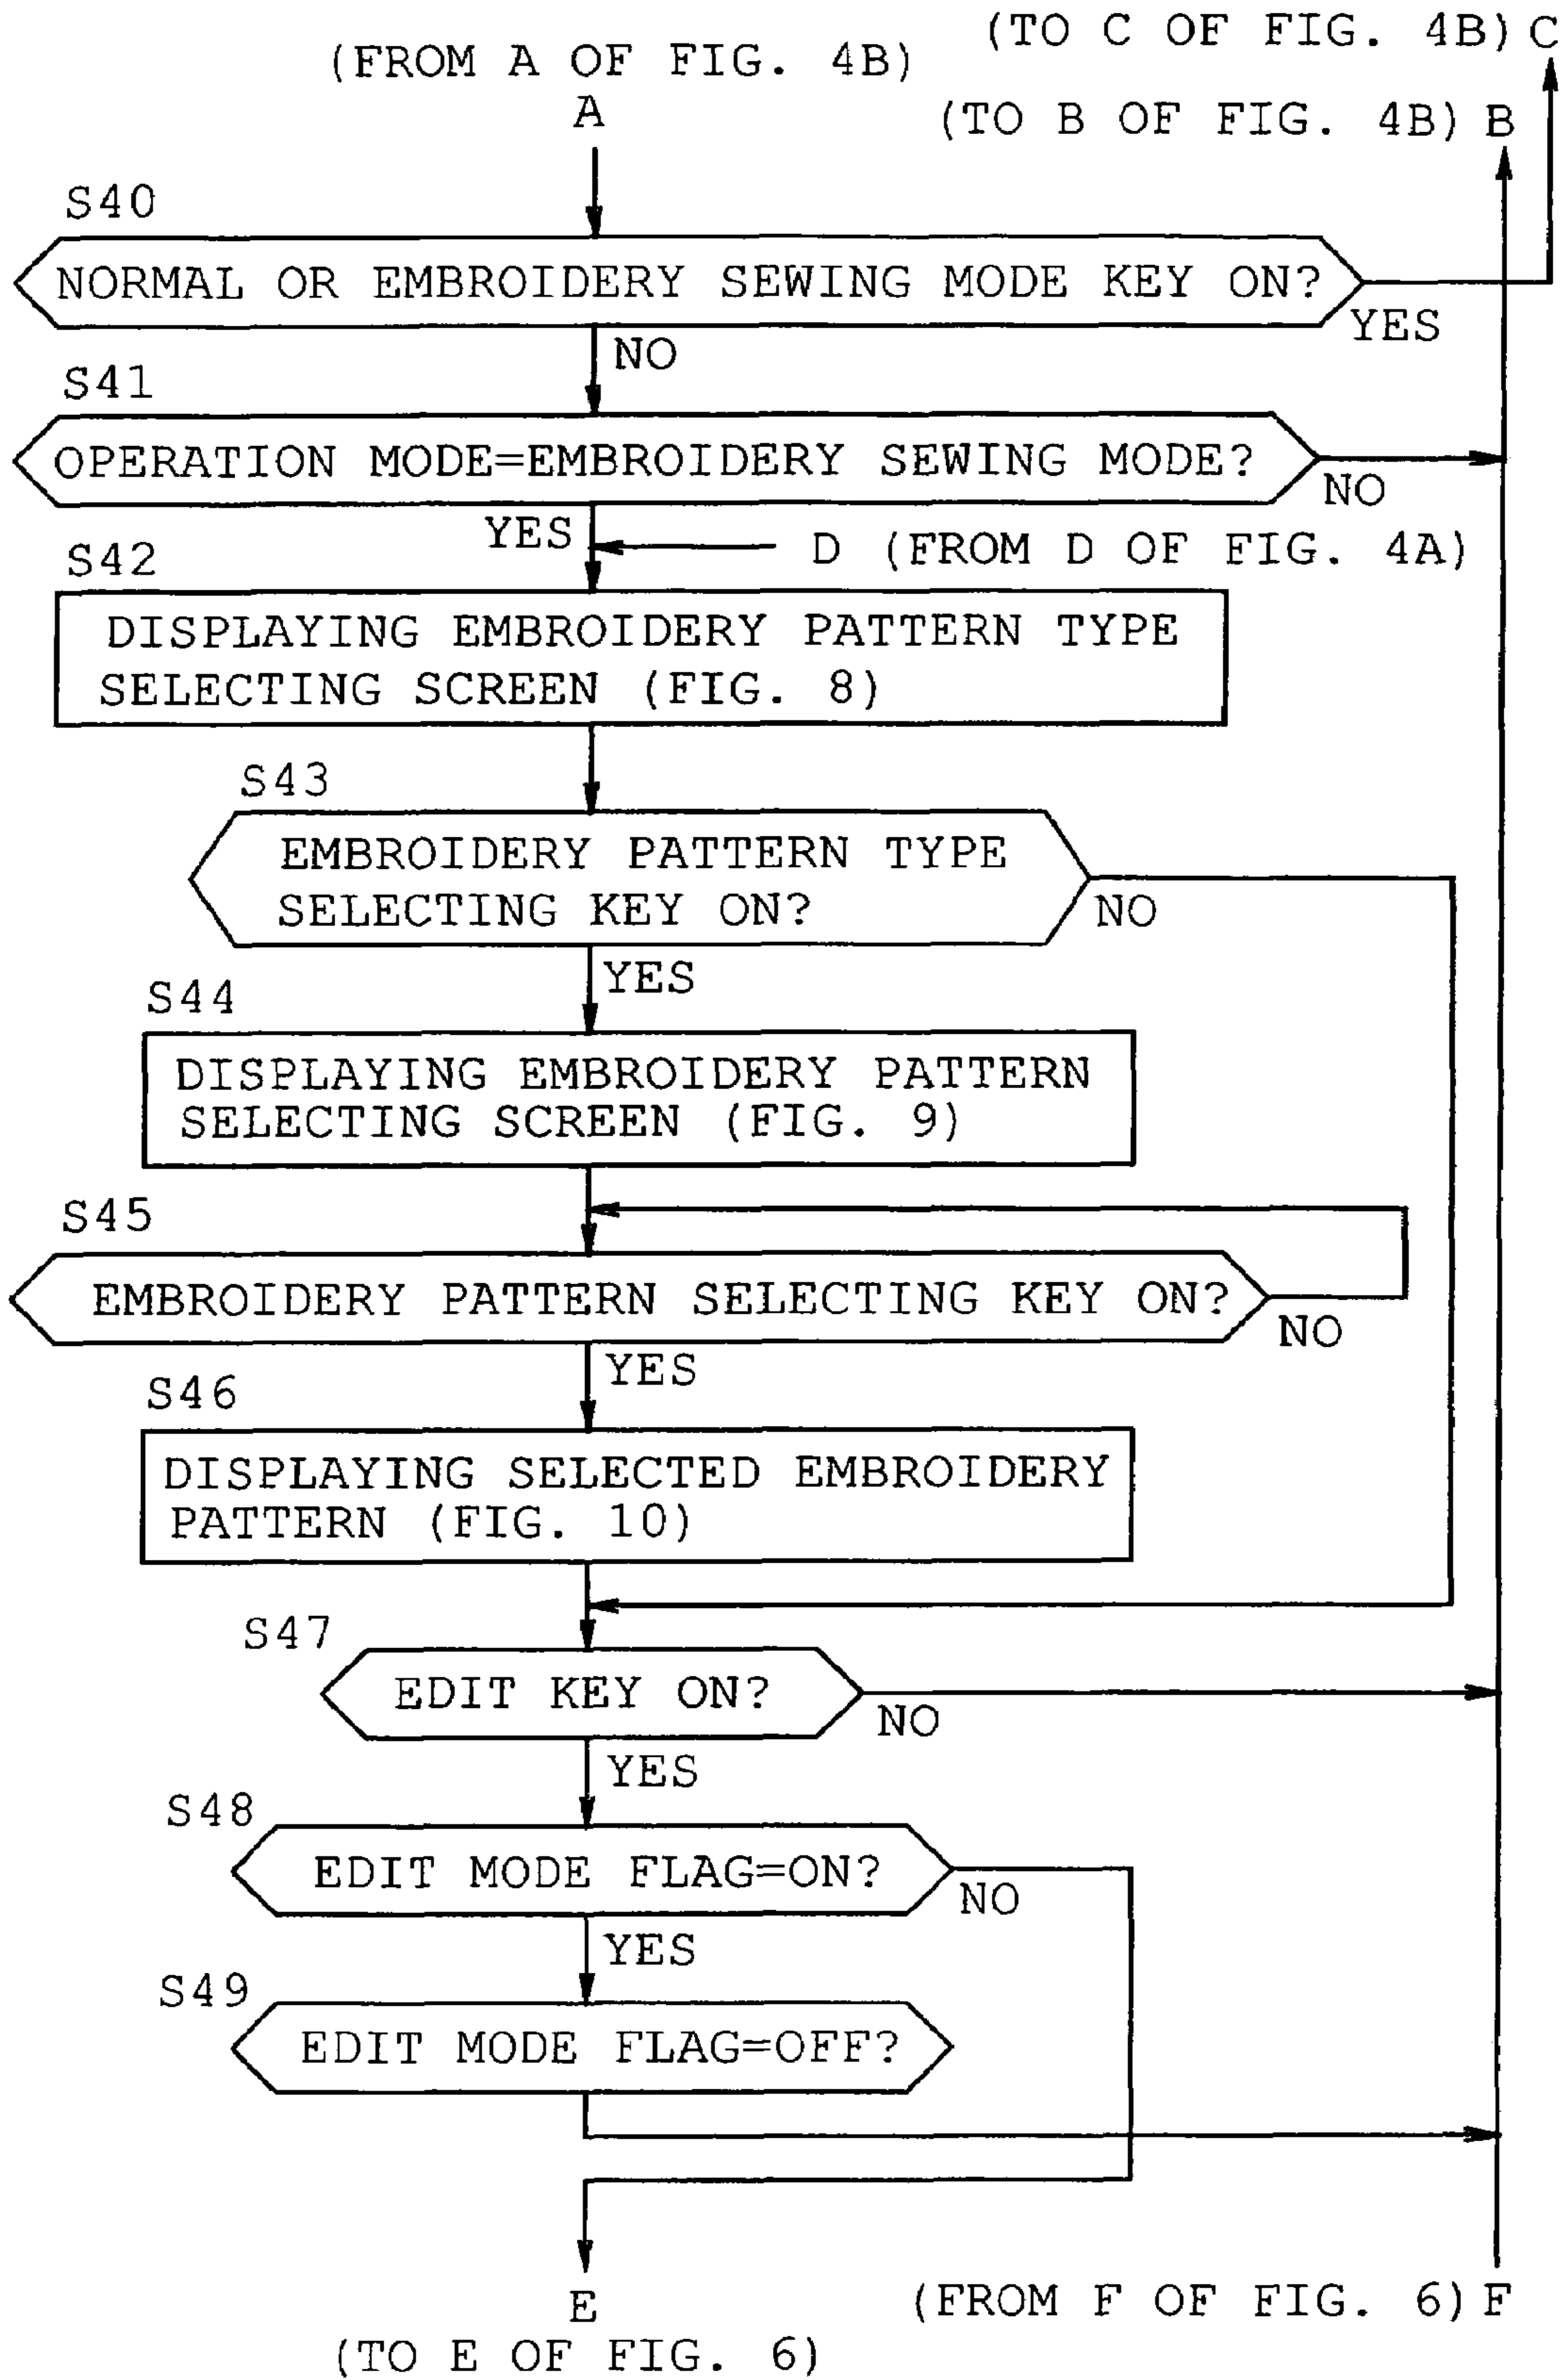 (TO C OF FIG. 4B) C
(FROM A OF FIG. 4B)
A
(TO B OF FIG. 4B) B
S40
NORMAL OR EMBROIDERY SEWING MODE KEY ON?
YES
NO
S41
OPERATION MODE=EMBROIDERY SEWING MODE?
NO
YES
D (FROM D OF FIG. 4A)
S42
DISPLAYING EMBROIDERY PATTERN TYPE
SELECTING SCREEN (FIG. 8)
S43
EMBROIDERY PATTERN TYPE
SELECTING KEY ON?
NO
YES
S44
DISPLAYING EMBROIDERY PATTERN
SELECTING SCREEN (FIG. 9)
S45
EMBROIDERY PATTERN SELECTING KEY ON?
NO
YES
S46
DISPLAYING SELECTED EMBROIDERY
PATTERN (FIG. 10)
S47
EDIT KEY ON?
NO
YES
S48
EDIT MODE FLAG=ON?
NO
YES
S49
EDIT MODE FLAG=OFF?
E
(FROM F OF FIG. 6) F
(TO E OF FIG. 6)